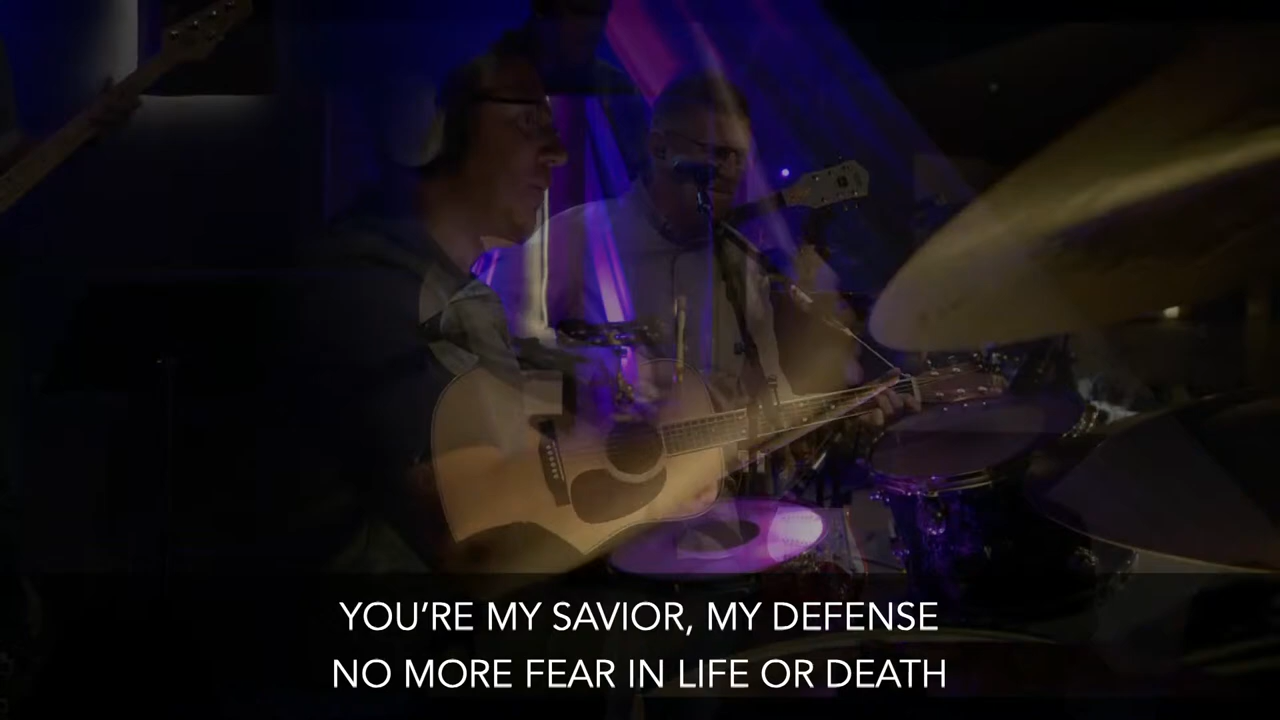 YOU’RE MY SAVIOR, MY DEFENSE
NO MORE FEAR IN LIFE OR DEATH